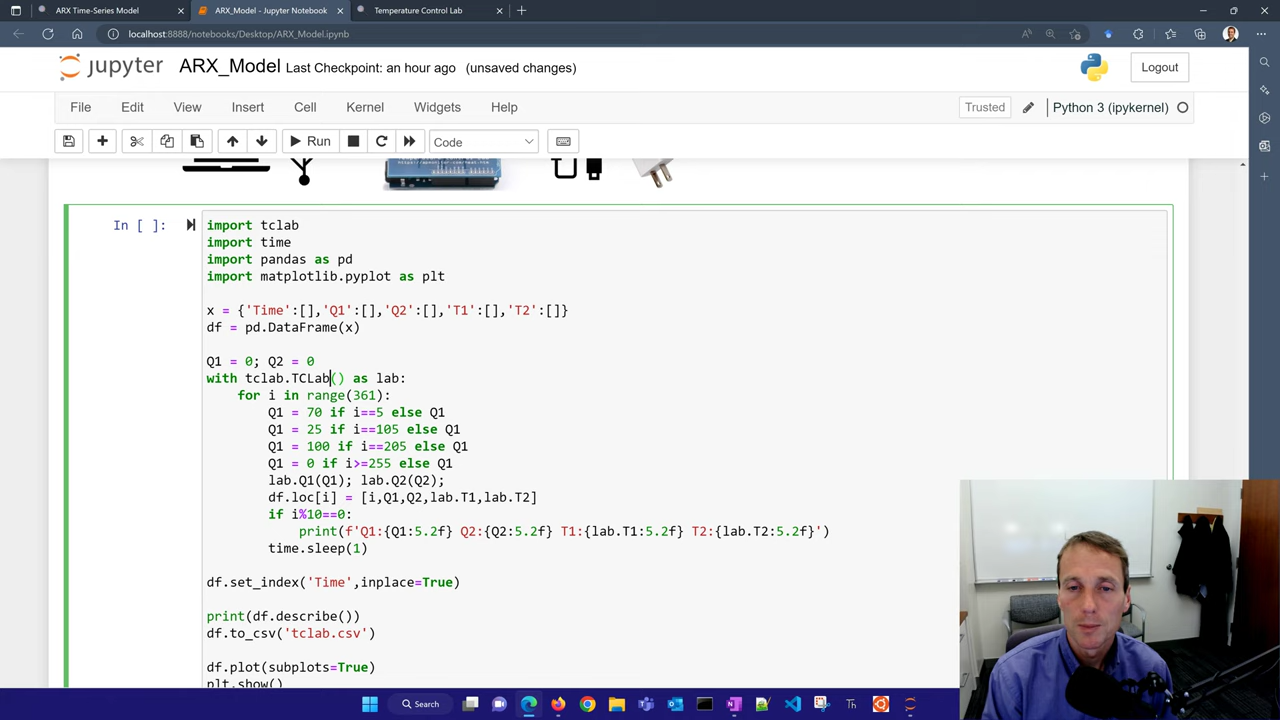 ARX Time-Series Model
ARX_Model - Jupyter Notebook
Temperature Control Lab
localhost:8888/notebooks/Desktop/ARX_Model.ipynb
jupyter ARX_Model Last Checkpoint: an hour ago (unsaved changes)
Logout
File Edit View Insert Cell Kernel Widgets Help
Trusted Python 3 (ipykernel)
Run Code
In [ ]:
import tclab
import time
import pandas as pd
import matplotlib.pyplot as plt
x = {'Time':[],'Q1':[],'Q2':[],'T1':[],'T2':[]}
df = pd.DataFrame(x)
Q1 = 0; Q2 = 0
with tclab.TCLab() as lab:
for i in range(361):
Q1 = 70 if i==5 else Q1
Q1 = 25 if i==105 else Q1
Q1 = 100 if i==205 else Q1
Q1 = 0 if i>=255 else Q1
lab.Q1(Q1); lab.Q2(Q2);
df.loc[i] = [i,Q1,Q2,lab.T1,lab.T2]
if i%10==0:
print(f'Q1:{Q1:5.2f} Q2:{Q2:5.2f} T1:{lab.T1:5.2f} T2:{lab.T2:5.2f}')
time.sleep(1)
df.set_index('Time',inplace=True)
print(df.describe())
df.to_csv('tclab.csv')
df.plot(subplots=True)
plt.show()
Search